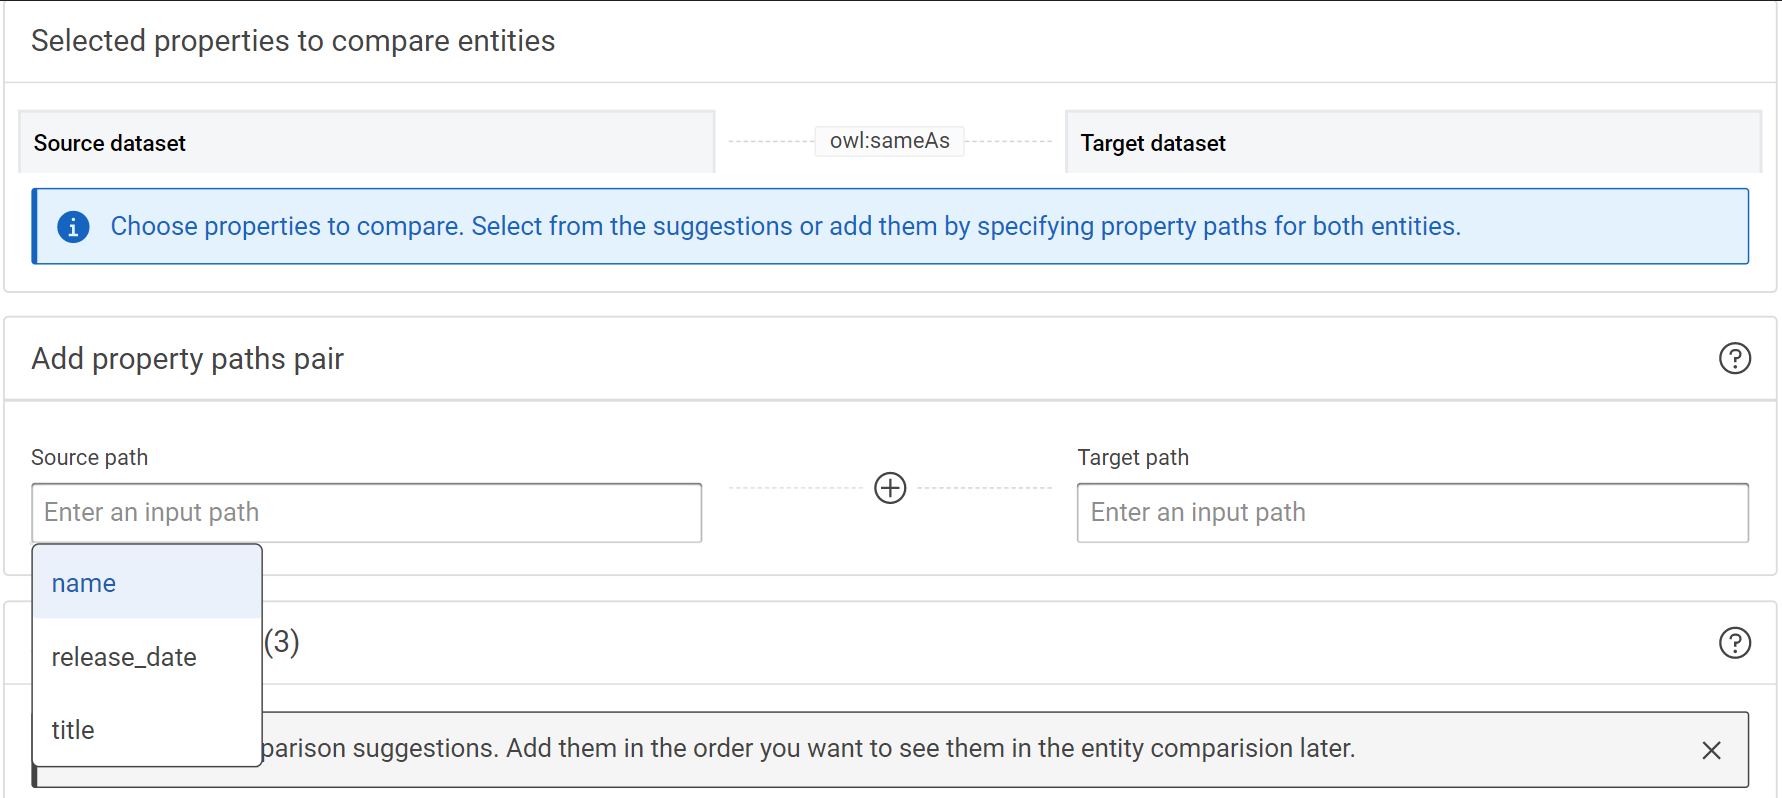 Selected properties to compare entities
Source dataset
owl:sameAs
Target dataset
Choose properties to compare. Select from the suggestions or add them by specifying property paths for both entities.
Add property paths pair
Source path
Target path
Enter an input path
Enter an input path
name
release_date
title
(3)
parison suggestions. Add them in the order you want to see them in the entity comparision later.